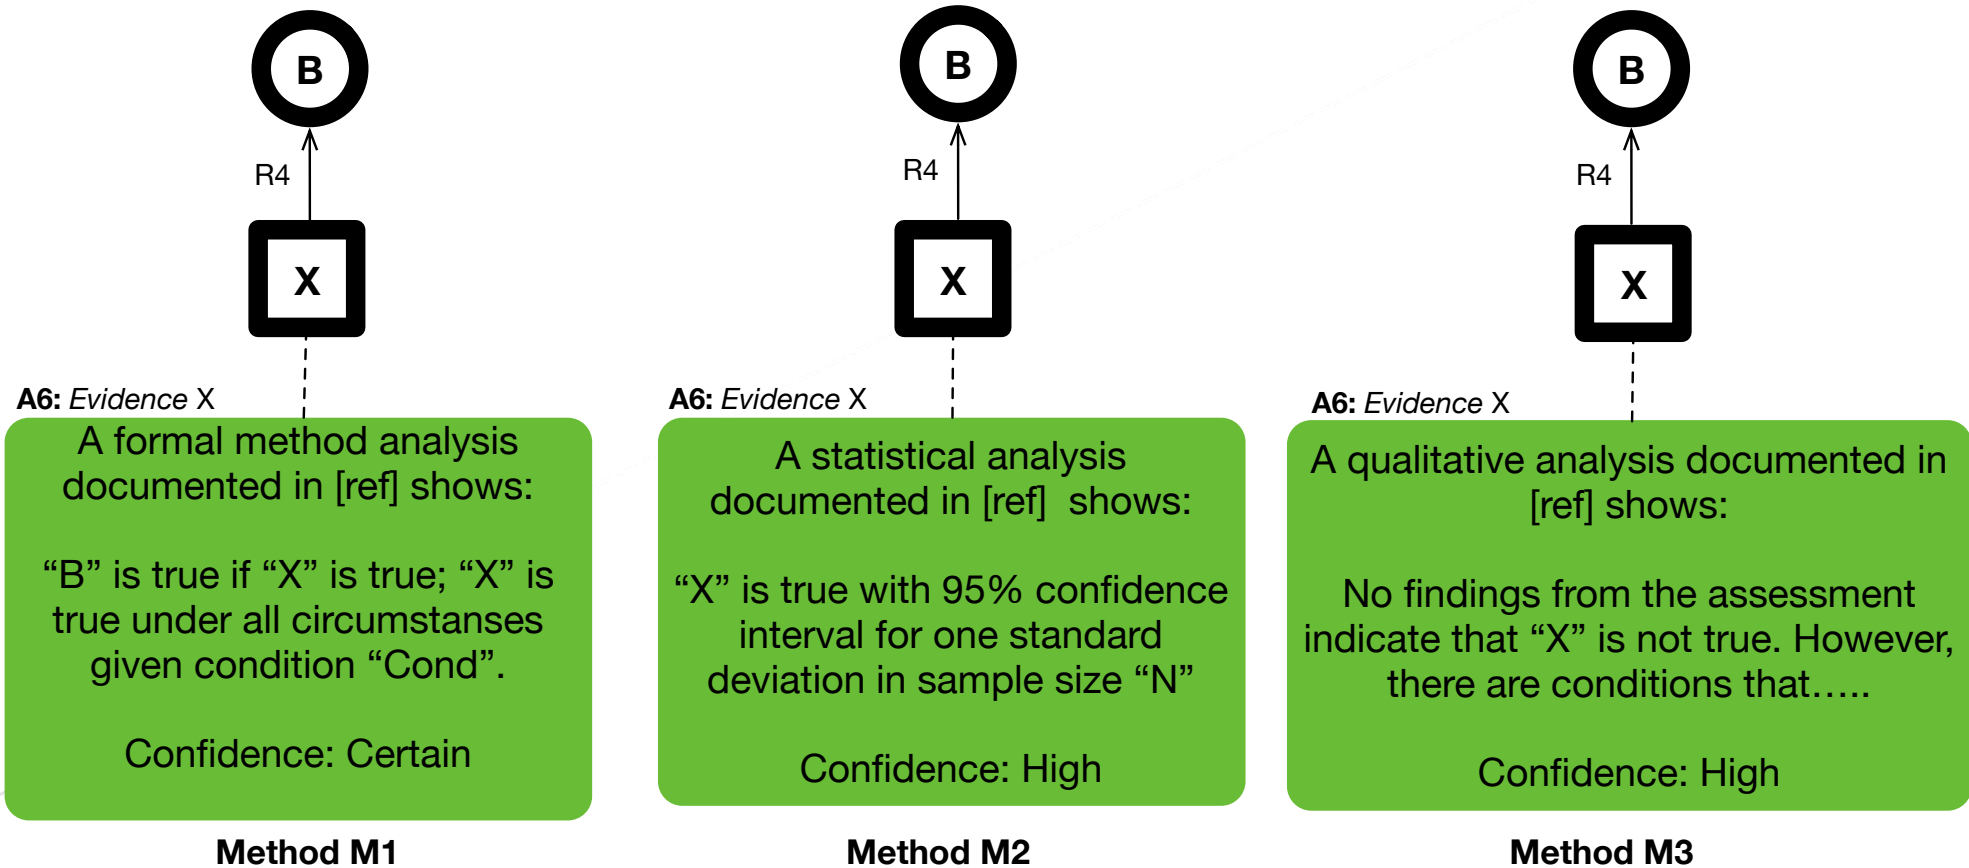 B
R4
X
A6: Evidence X
A formal method analysis
documented in [ref] shows:
“B” is true if “X” is true; “X” is
true under all circumstanses
given condition “Cond”.
Confidence: Certain
Method M1
B
R4
X
A6: Evidence X
A statistical analysis
documented in [ref] shows:
“X” is true with 95% confidence
interval for one standard
deviation in sample size “N”
Confidence: High
Method M2
B
R4
X
A6: Evidence X
A qualitative analysis documented in
[ref] shows:
No findings from the assessment
indicate that “X” is not true. However,
there are conditions that…..
Confidence: High
Method M3